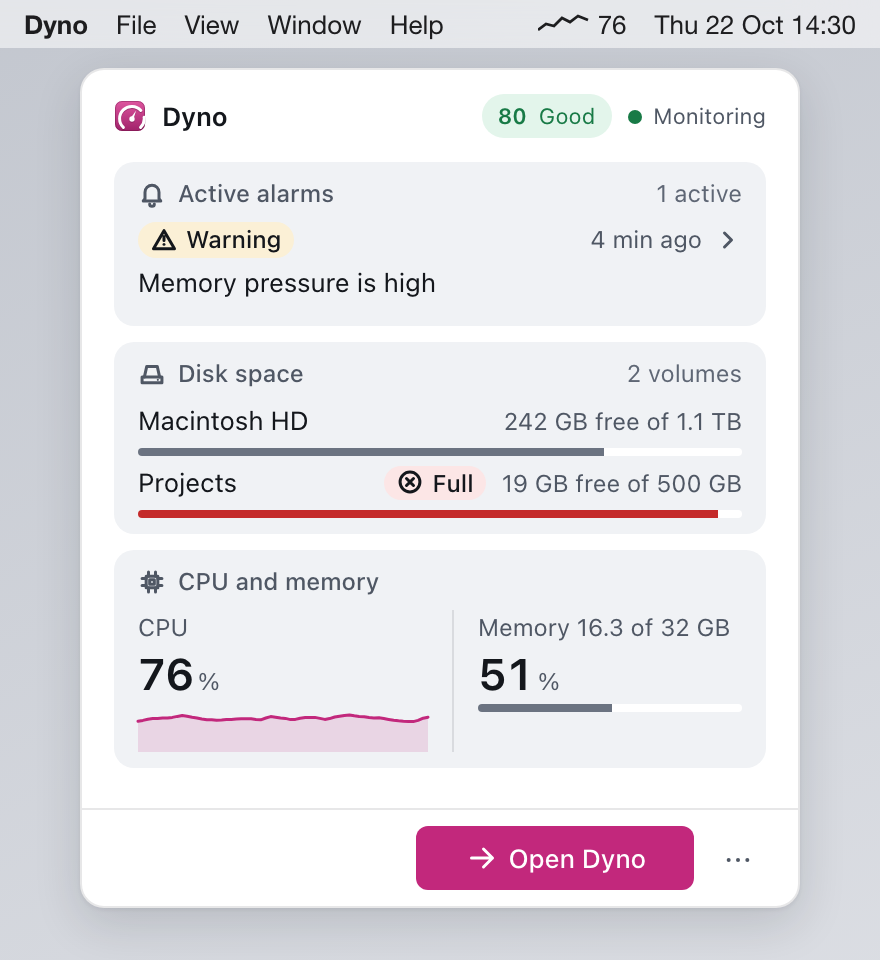 Dyno File View Window Help 76 Thu 22 Oct 14:30
Dyno 80 Good Monitoring
Active alarms 1 active
Warning 4 min ago
Memory pressure is high
Disk space 2 volumes
Macintosh HD 242 GB free of 1.1 TB
Projects Full 19 GB free of 500 GB
CPU and memory
CPU Memory 16.3 of 32 GB
76 % 51 %
Open Dyno ...